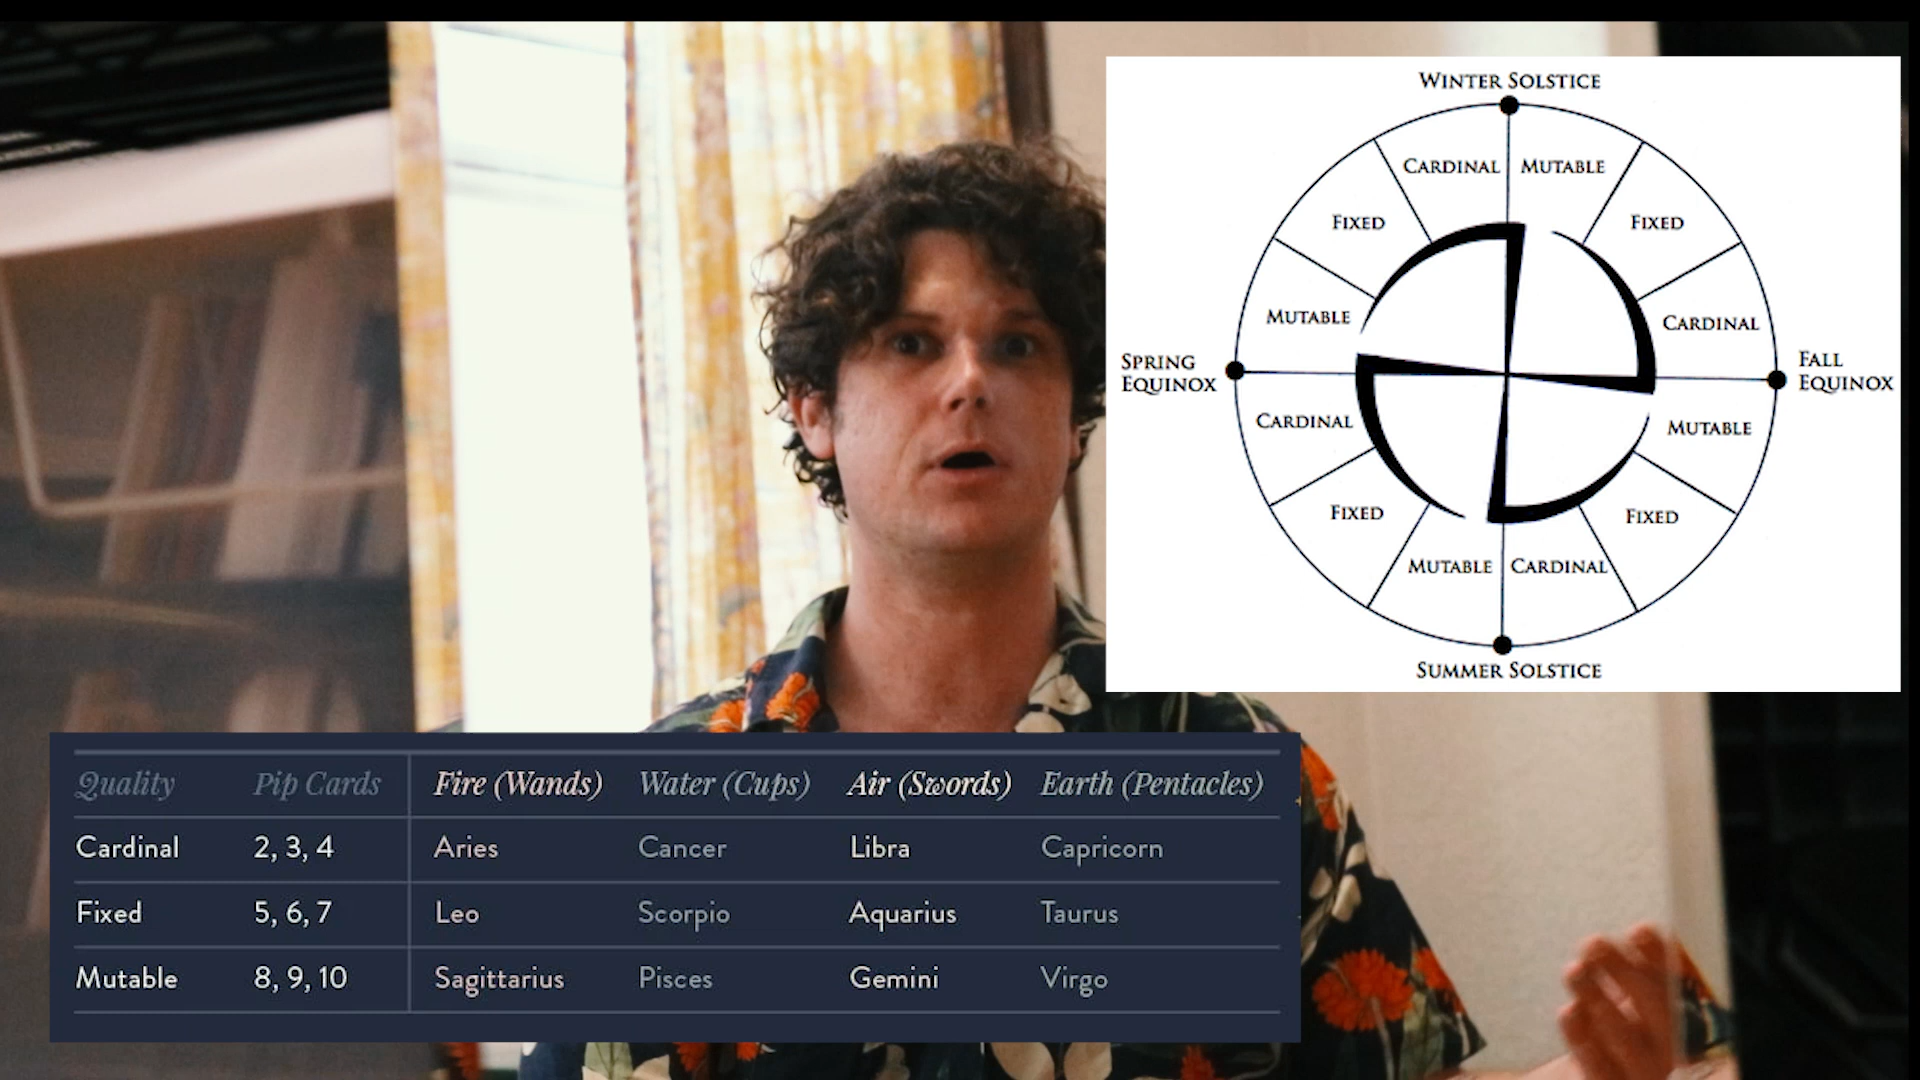 WINTER SOLSTICE
CARDINAL MUTABLE
FIXED FIXED
MUTABLE CARDINAL
SPRING EQUINOX
FALL EQUINOX
CARDINAL MUTABLE
FIXED FIXED
MUTABLE CARDINAL
SUMMER SOLSTICE
Quality Pip Cards Fire (Wands) Water (Cups) Air (Swords) Earth (Pentacles)
Cardinal 2, 3, 4 Aries Cancer Libra Capricorn
Fixed 5, 6, 7 Leo Scorpio Aquarius Taurus
Mutable 8, 9, 10 Sagittarius Pisces Gemini Virgo